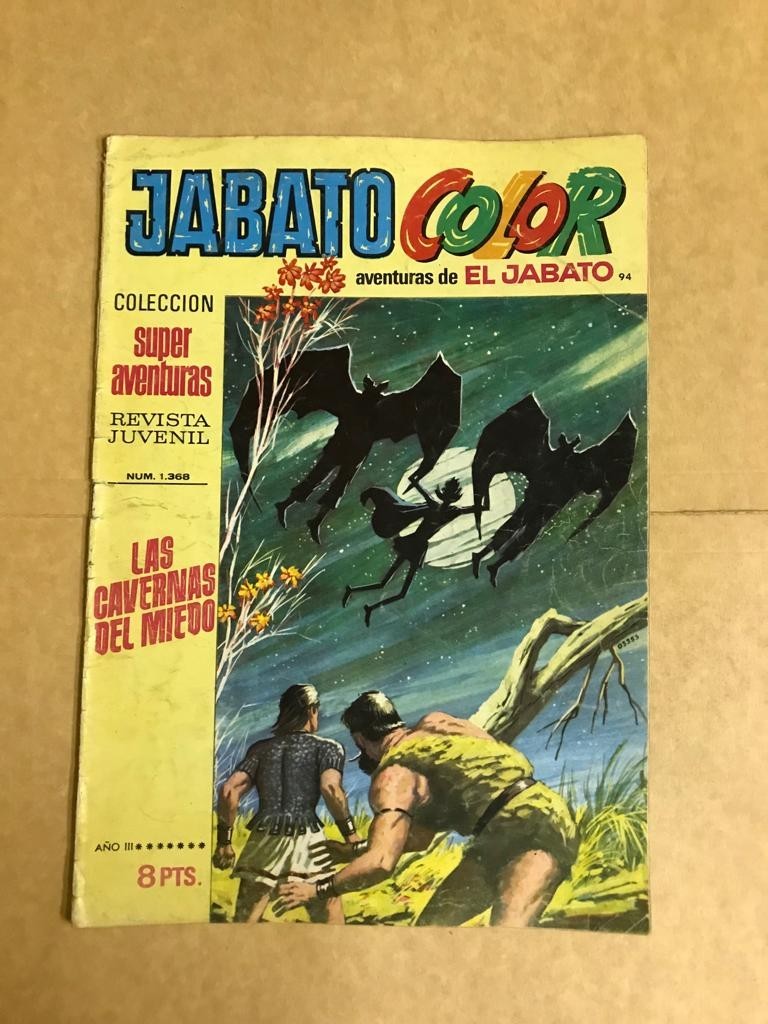 JABATO COLOR
aventuras de EL JABATO 94
COLECCION
super
aventuras
REVISTA
JUVENIL
NUM. 1.368
LAS
CAVERNAS
DEL MIEDO
AÑO III
8 PTS.